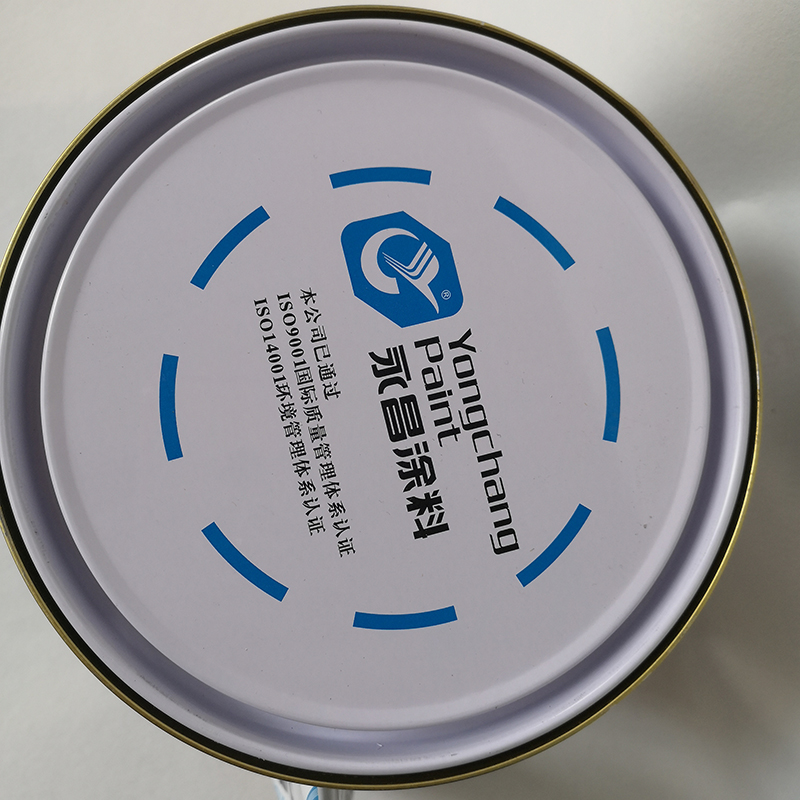 ®
Yongchang
Paint
永昌涂料
本公司已通过
ISO9001国际质量管理体系认证
ISO14001环境管理体系认证